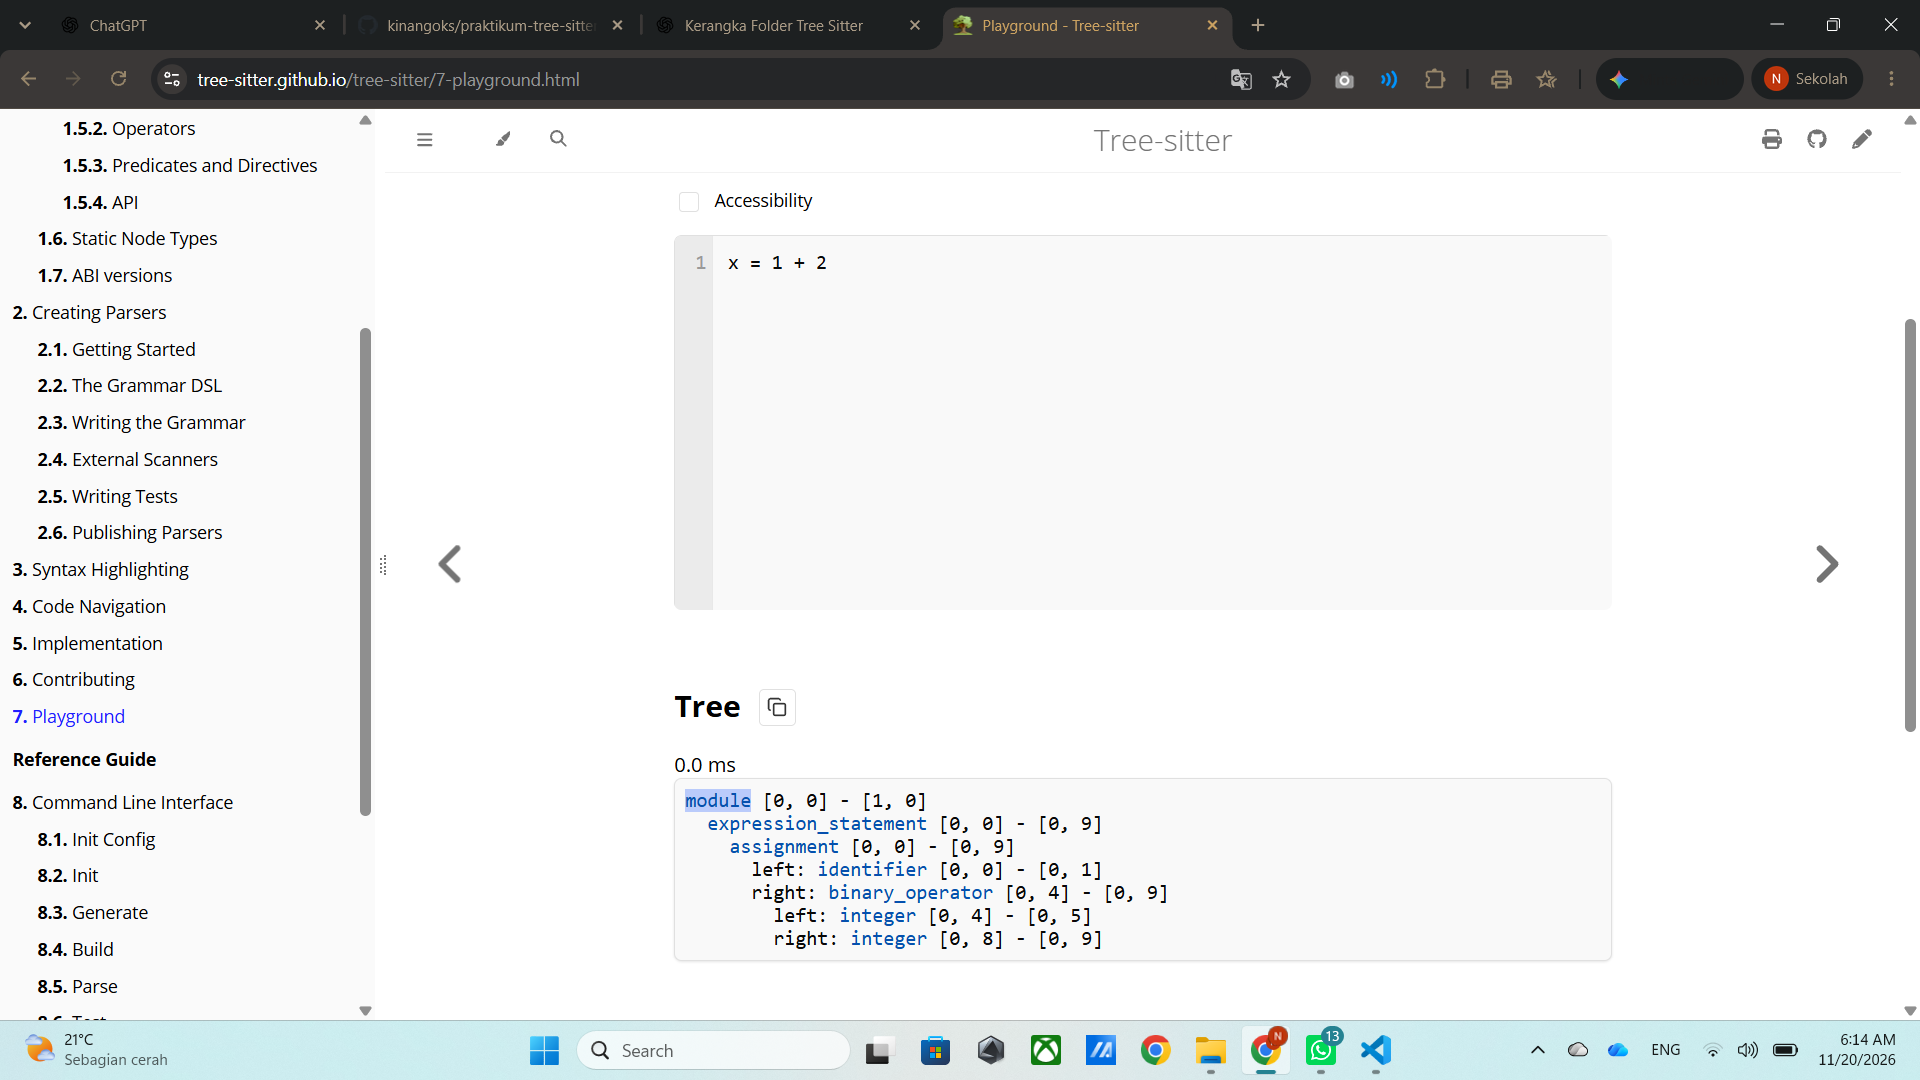 ChatGPT
kinangoks/praktikum-tree-sitter
Kerangka Folder Tree Sitter
Playground - Tree-sitter
tree-sitter.github.io/tree-sitter/7-playground.html
N
Sekolah
1.5.2. Operators
1.5.3. Predicates and Directives
1.5.4. API
1.6. Static Node Types
1.7. ABI versions
2. Creating Parsers
2.1. Getting Started
2.2. The Grammar DSL
2.3. Writing the Grammar
2.4. External Scanners
2.5. Writing Tests
2.6. Publishing Parsers
3. Syntax Highlighting
4. Code Navigation
5. Implementation
6. Contributing
7. Playground
Reference Guide
8. Command Line Interface
8.1. Init Config
8.2. Init
8.3. Generate
8.4. Build
8.5. Parse
8.6. Test
Tree-sitter
Accessibility
1 x = 1 + 2
Tree
0.0 ms
module [0, 0] - [1, 0]
expression_statement [0, 0] - [0, 9]
assignment [0, 0] - [0, 9]
left: identifier [0, 0] - [0, 1]
right: binary_operator [0, 4] - [0, 9]
left: integer [0, 4] - [0, 5]
right: integer [0, 8] - [0, 9]
21°C
Sebagian cerah
Search
N
13
ENG
6:14 AM
11/20/2026